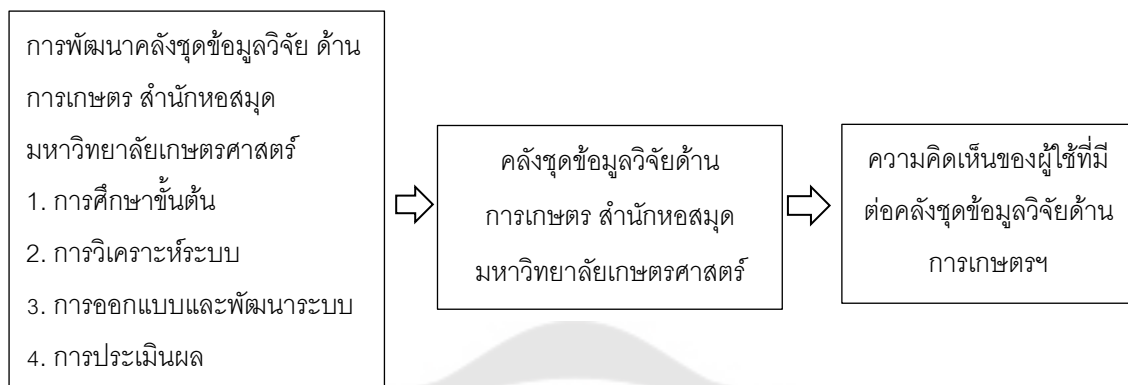 การพัฒนาคลังชุดข้อมูลวิจัย ด้าน
การเกษตร สำนักหอสมุด
มหาวิทยาลัยเกษตรศาสตร์
1. การศึกษาขั้นต้น
2. การวิเคราะห์ระบบ
3. การออกแบบและพัฒนาระบบ
4. การประเมินผล
คลังชุดข้อมูลวิจัยด้าน
การเกษตร สำนักหอสมุด
มหาวิทยาลัยเกษตรศาสตร์
ความคิดเห็นของผู้ใช้ที่มี
ต่อคลังชุดข้อมูลวิจัยด้าน
การเกษตรฯ